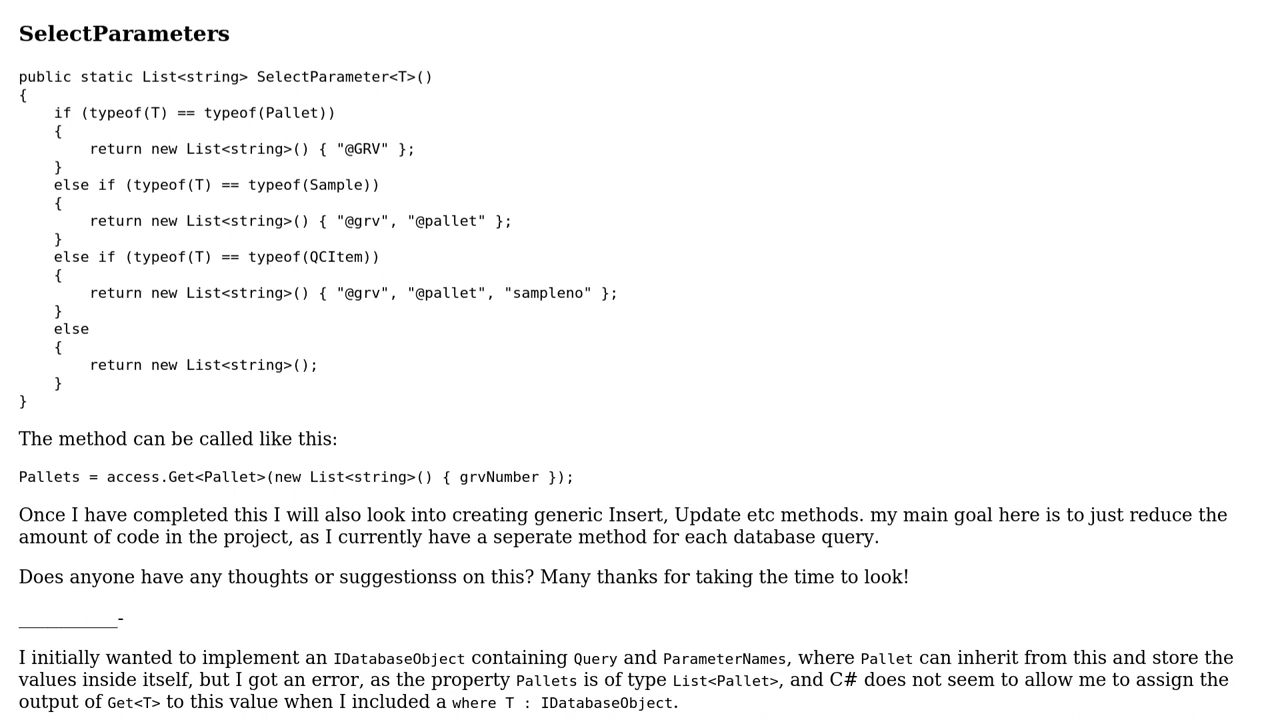 SelectParameters
public static List<string> SelectParameter<T>()
{
    if (typeof(T) == typeof(Pallet))
    {
        return new List<string>() { "@GRV" };
    }
    else if (typeof(T) == typeof(Sample))
    {
        return new List<string>() { "@grv", "@pallet" };
    }
    else if (typeof(T) == typeof(QCItem))
    {
        return new List<string>() { "@grv", "@pallet", "sampleno" };
    }
    else
    {
        return new List<string>();
    }
}
The method can be called like this:
Pallets = access.Get<Pallet>(new List<string>() { grvNumber });
Once I have completed this I will also look into creating generic Insert, Update etc methods. my main goal here is to just reduce the
amount of code in the project, as I currently have a seperate method for each database query.
Does anyone have any thoughts or suggestionss on this? Many thanks for taking the time to look!
___________-
I initially wanted to implement an IDatabaseObject containing Query and ParameterNames, where Pallet can inherit from this and store the
values inside itself, but I got an error, as the property Pallets is of type List<Pallet>, and C# does not seem to allow me to assign the
output of Get<T> to this value when I included a where T : IDatabaseObject.